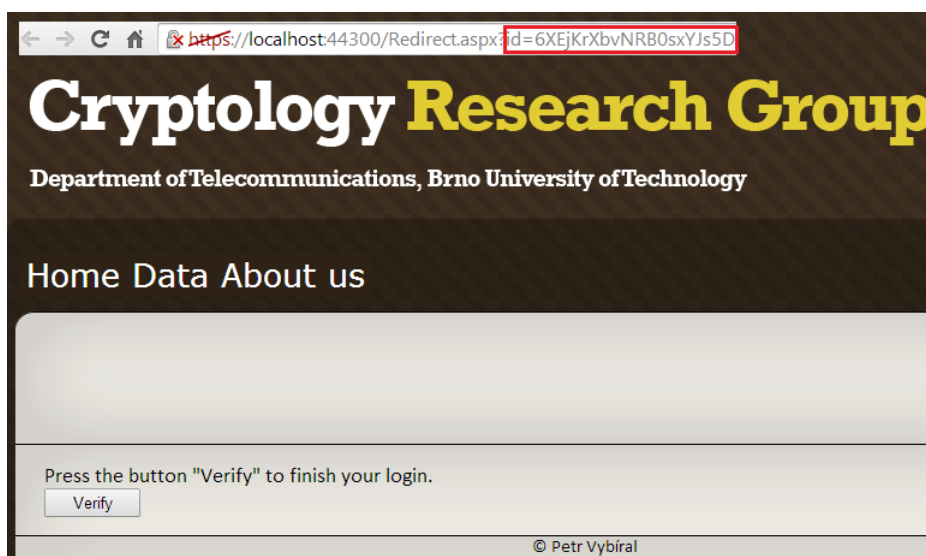 https://localhost:44300/Redirect.aspx?id=6XEjKrXbvNRB0sxYJs5D
Cryptology Research Group
Department of Telecommunications, Brno University of Technology
Home Data About us
Press the button "Verify" to finish your login.
Verify
© Petr Vybíral